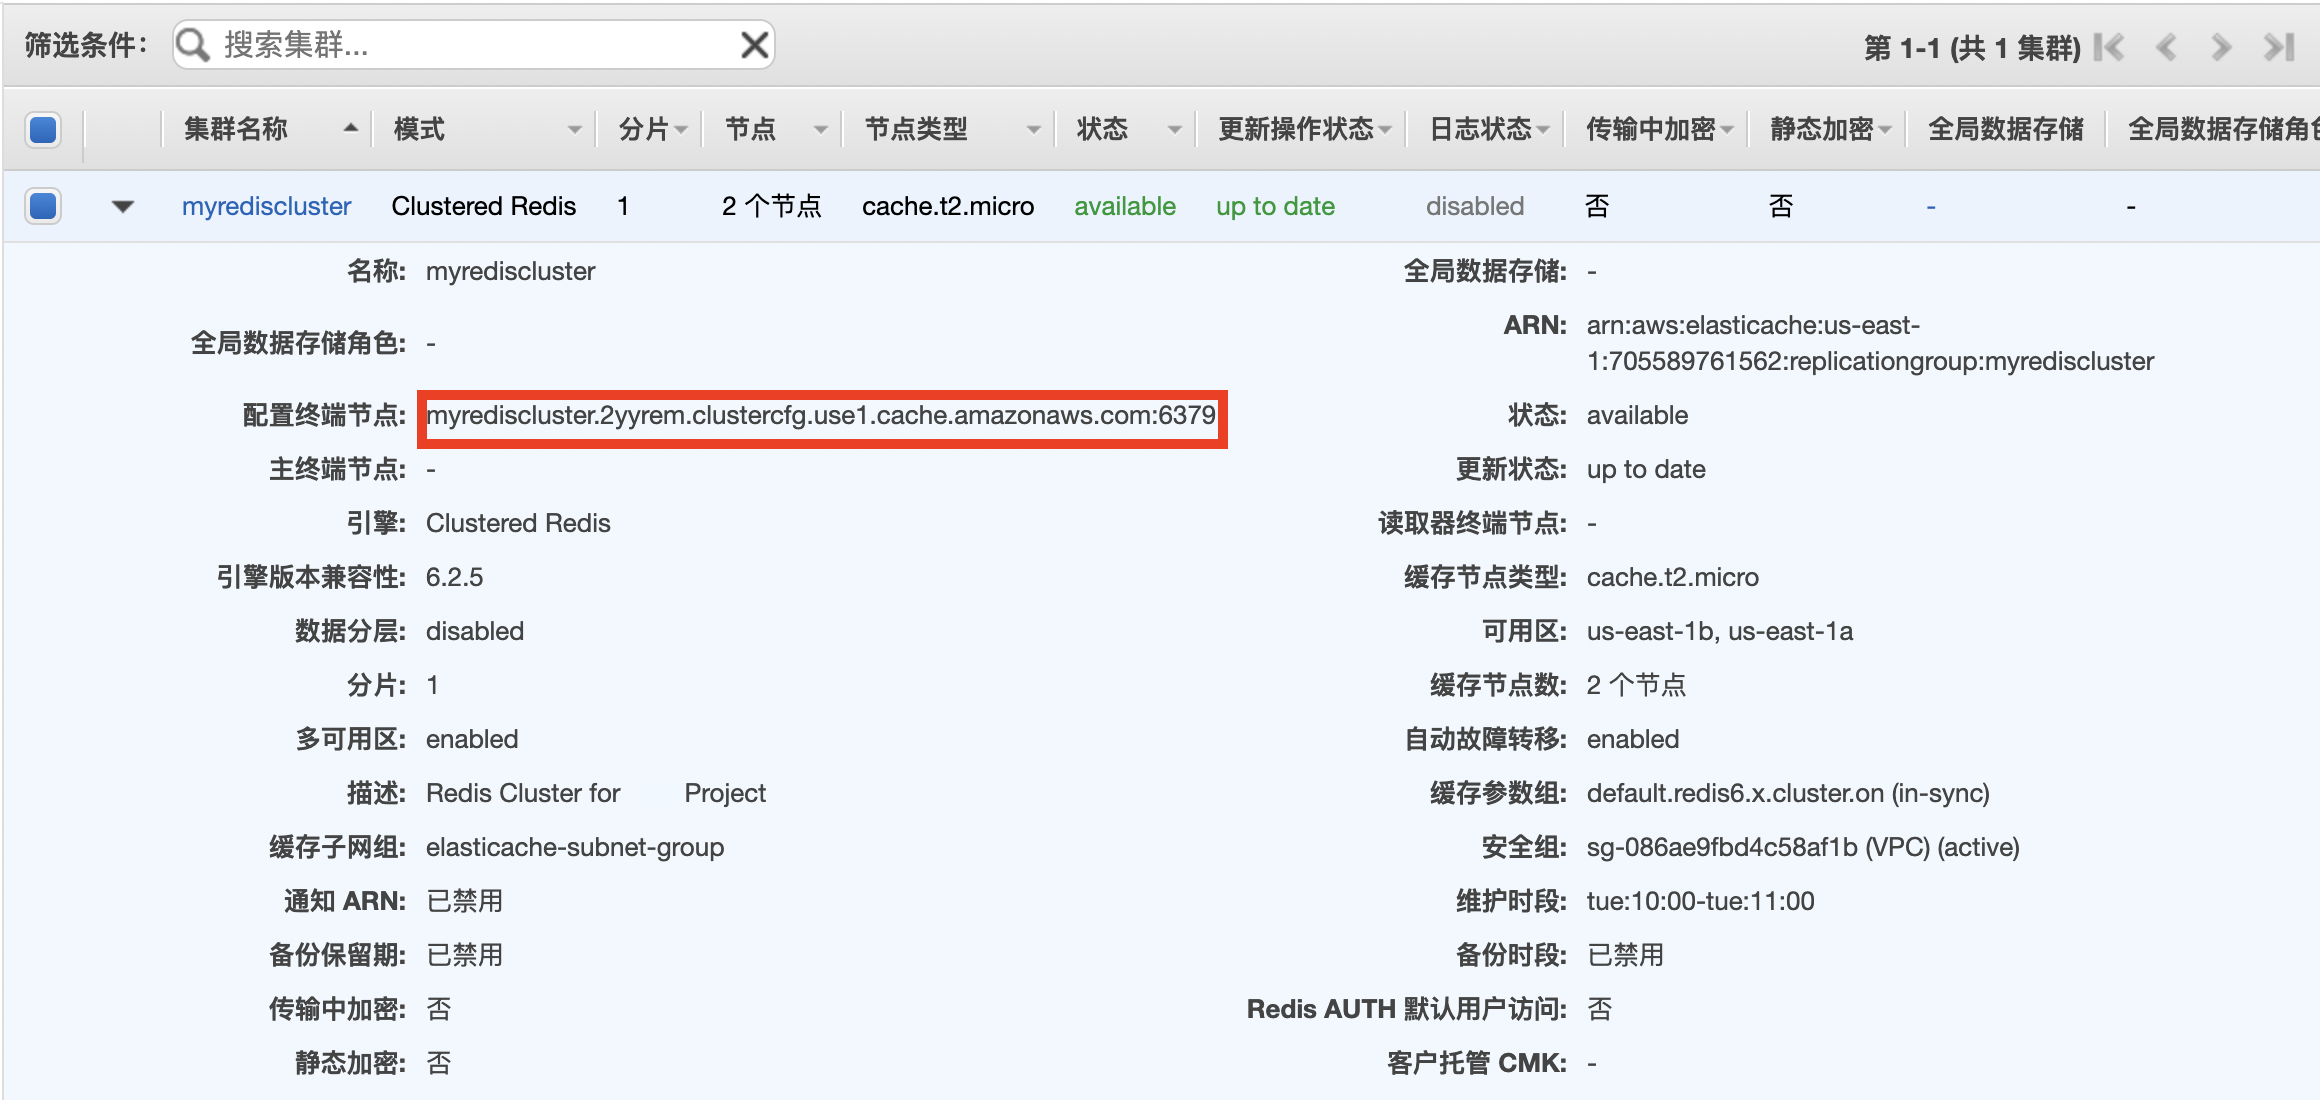 筛选条件： 搜索集群... 第 1-1 (共 1 集群)
集群名称 模式 分片 节点 节点类型 状态 更新操作状态 日志状态 传输中加密 静态加密 全局数据存储 全局数据存储角色
myrediscluster Clustered Redis 1 2 个节点 cache.t2.micro available up to date disabled 否 否 - -
名称: myrediscluster 全局数据存储: -
全局数据存储角色: - ARN: arn:aws:elasticache:us-east-
1:705589761562:replicationgroup:myrediscluster
配置终端节点: myrediscluster.2yyrem.clustercfg.use1.cache.amazonaws.com:6379 状态: available
主终端节点: - 更新状态: up to date
引擎: Clustered Redis 读取器终端节点: -
引擎版本兼容性: 6.2.5 缓存节点类型: cache.t2.micro
数据分层: disabled 可用区: us-east-1b, us-east-1a
分片: 1 缓存节点数: 2 个节点
多可用区: enabled 自动故障转移: enabled
描述: Redis Cluster for Project 缓存参数组: default.redis6.x.cluster.on (in-sync)
缓存子网组: elasticache-subnet-group 安全组: sg-086ae9fbd4c58af1b (VPC) (active)
通知 ARN: 已禁用 维护时段: tue:10:00-tue:11:00
备份保留期: 已禁用 备份时段: 已禁用
传输中加密: 否 Redis AUTH 默认用户访问: 否
静态加密: 否 客户托管 CMK: -